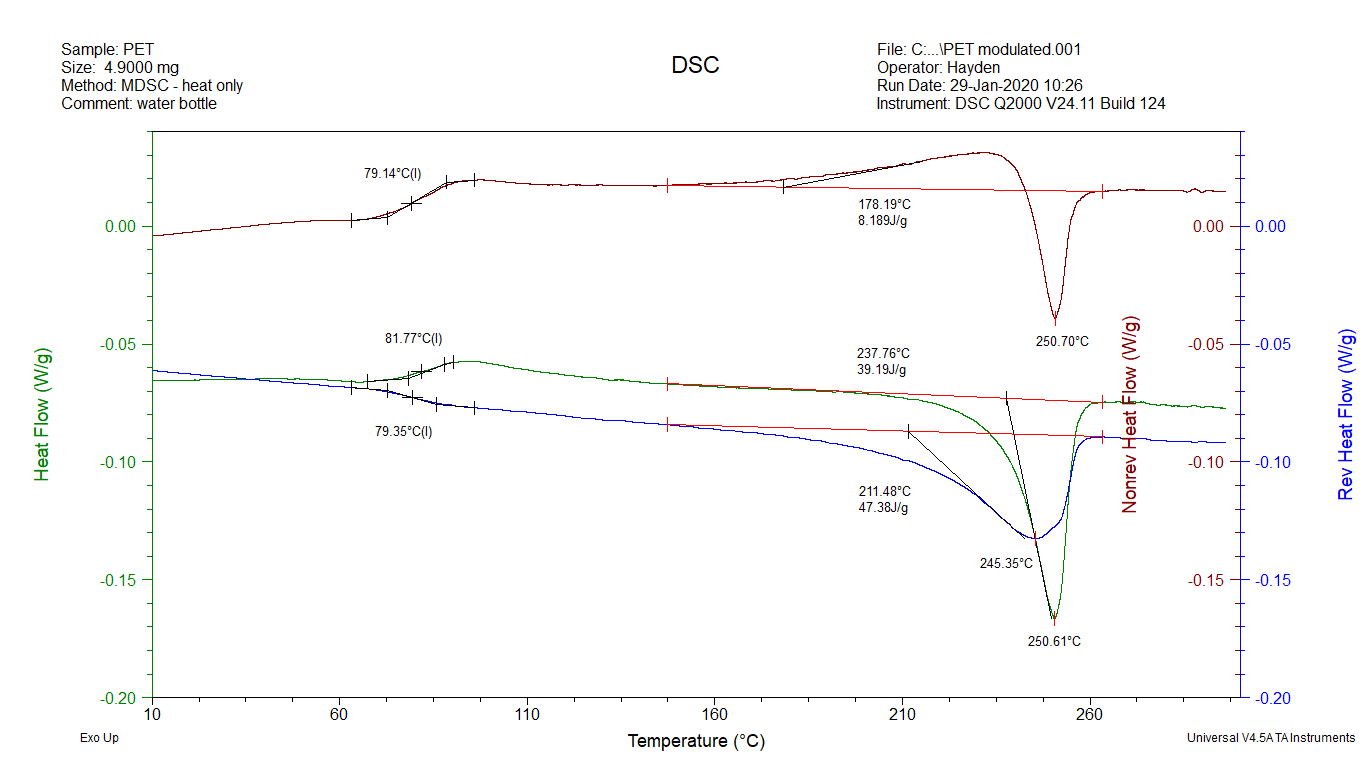 Sample: PET
Size: 4.9000 mg
Method: MDSC - heat only
Comment: water bottle
DSC
File: C:...\PET modulated.001
Operator: Hayden
Run Date: 29-Jan-2020 10:26
Instrument: DSC Q2000 V24.11 Build 124
79.14°C(I)
178.19°C
8.189J/g
250.70°C
81.77°C(I)
237.76°C
39.19J/g
79.35°C(I)
211.48°C
47.38J/g
245.35°C
250.61°C
0.00
-0.05
-0.10
-0.15
-0.20
Heat Flow (W/g)
0.00
-0.05
-0.10
-0.15
Nonrev Heat Flow (W/g)
0.00
-0.05
-0.10
-0.15
-0.20
Rev Heat Flow (W/g)
10 60 110 160 210 260
Exo Up
Temperature (°C)
Universal V4.5A TA Instruments